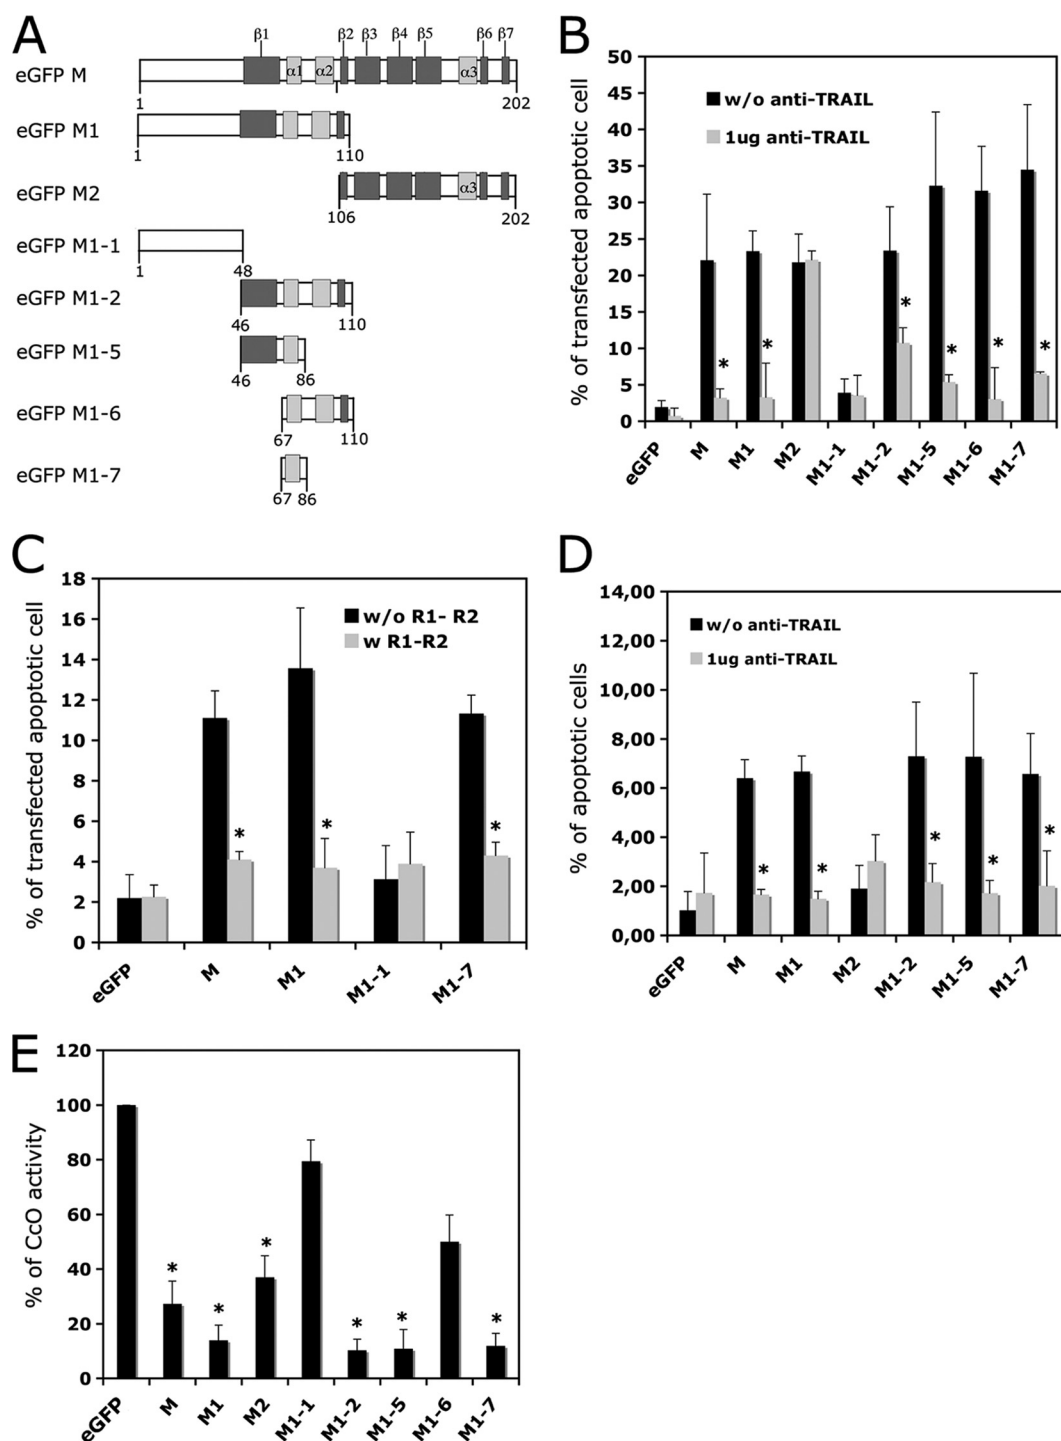 A
β1 β2 β3 β4 β5 β6 β7
eGFP M
α1 α2 α3
1 202
eGFP M1
1 110
eGFP M2
α3
106 202
eGFP M1-1
1 48
eGFP M1-2
46 110
eGFP M1-5
46 86
eGFP M1-6
67 110
eGFP M1-7
67 86
B
% of transfected apoptotic cell
50
45
40
35
30
25
20
15
10
5
0
w/o anti-TRAIL
1ug anti-TRAIL
* * * * * *
eGFP M M1 M2 M1-1 M1-2 M1-5 M1-6 M1-7
C
% of transfected apoptotic cell
18
16
14
12
10
8
6
4
2
0
w/o R1- R2
w R1-R2
* * *
eGFP M M1 M1-1 M1-7
D
% of apoptotic cells
14,00
12,00
10,00
8,00
6,00
4,00
2,00
0,00
w/o anti-TRAIL
1ug anti-TRAIL
* * * * *
eGFP M M1 M2 M1-2 M1-5 M1-7
E
% of CcO activity
120
100
80
60
40
20
0
* * * * * *
eGFP M M1 M2 M1-1 M1-2 M1-5 M1-6 M1-7